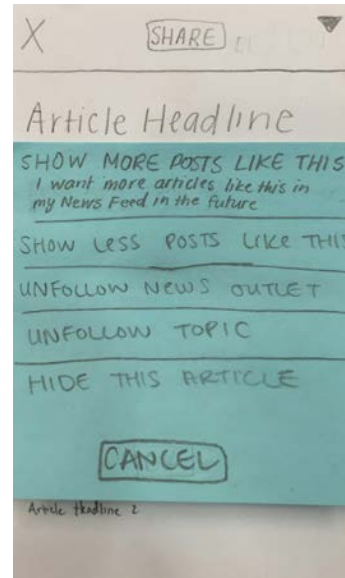 X SHARE
Article Headline
SHOW MORE POSTS LIKE THIS
I want more articles like this in
my News Feed in the future
SHOW LESS POSTS LIKE THIS
UNFOLLOW NEWS OUTLET
UNFOLLOW TOPIC
HIDE THIS ARTICLE
CANCEL
Article Headline 2